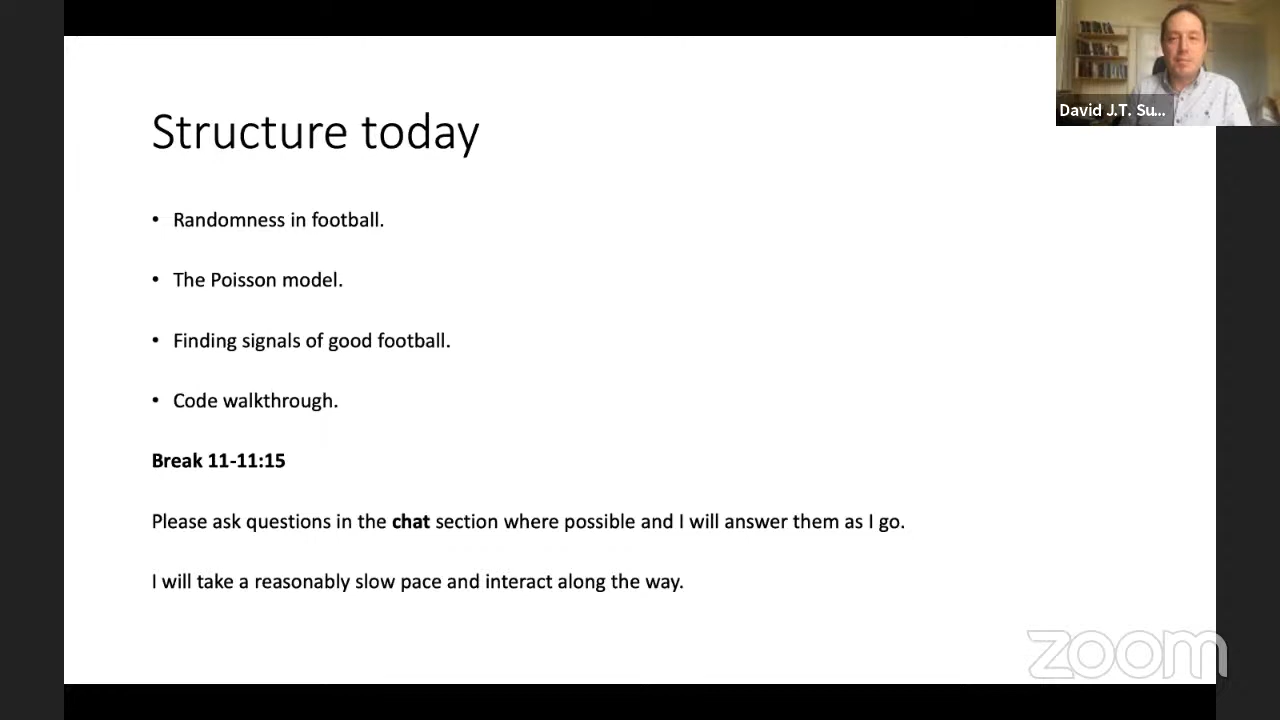 David J.T. Su...
Structure today
• Randomness in football.
• The Poisson model.
• Finding signals of good football.
• Code walkthrough.
Break 11-11:15
Please ask questions in the chat section where possible and I will answer them as I go.
I will take a reasonably slow pace and interact along the way.
zoom